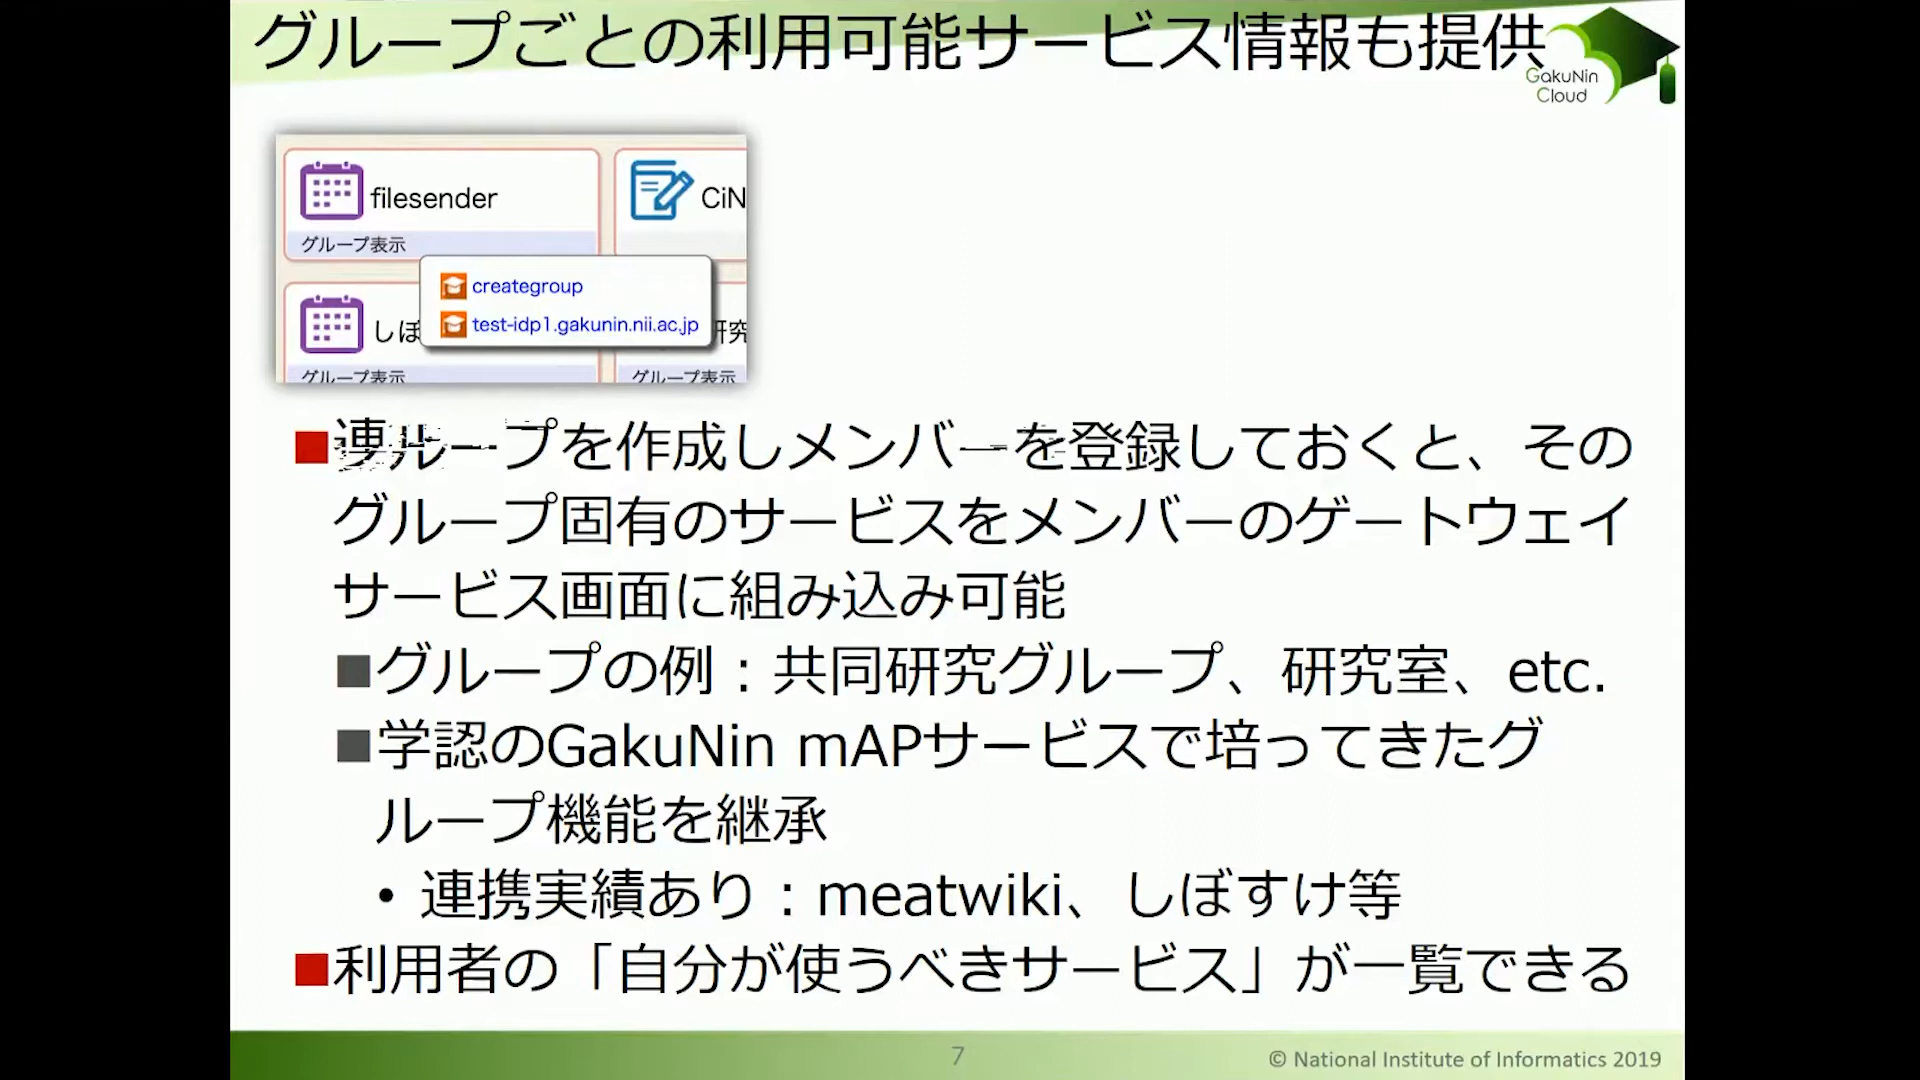 グループごとの利用可能サービス情報も提供
GakuNin
Cloud
filesender
CiN
グループ表示
creategroup
test-idp1.gakunin.nii.ac.jp
しぼ
研究
グループ表示
グループ表示
ループを作成しメンバーを登録しておくと、その
グループ固有のサービスをメンバーのゲートウェイ
サービス画面に組み込み可能
グループの例：共同研究グループ、研究室、etc.
学認のGakuNin mAPサービスで培ってきたグ
ループ機能を継承
• 連携実績あり：meatwiki、しぼすけ等
利用者の「自分が使うべきサービス」が一覧できる
7
© National Institute of Informatics 2019